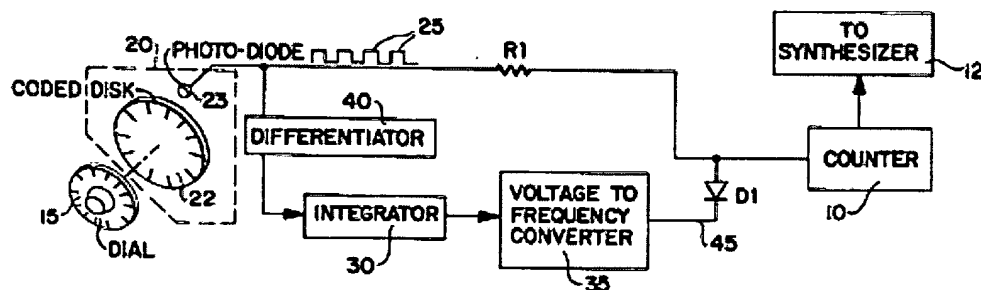 25
20
PHOTO-DIODE
R1
TO
SYNTHESIZER
12
23
CODED DISK
40
DIFFERENTIATOR
COUNTER
10
D1
22
15
DIAL
INTEGRATOR
30
VOLTAGE TO
FREQUENCY
CONVERTER
35
45